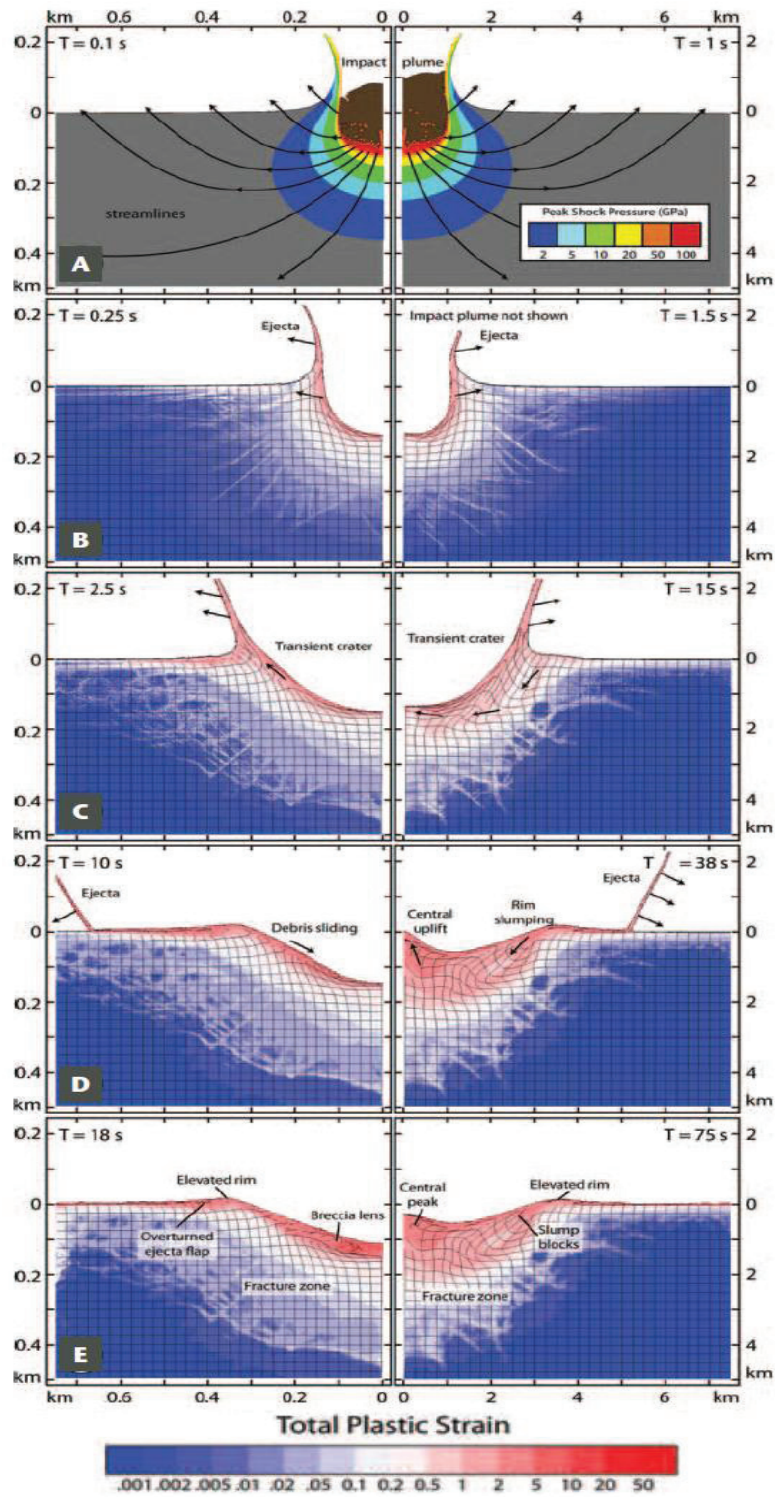 km 0.6 0.4 0.2 0 0 2 4 6 km
0.2 T = 0.1 s Impact plume T = 1 s 2
0 0
0.2 streamlines 2
Peak Shock Pressure (GPa)
2 5 10 20 50 100
0.4 A 4
km km
0.2 T = 0.25 s Impact plume not shown T = 1.5 s 2
Ejecta Ejecta
0 0
0.2 2
0.4 B 4
km km
0.2 T = 2.5 s T = 15 s 2
Transient crater Transient crater
0 0
0.2 2
0.4 C 4
km km
0.2 T = 10 s T = 38s 2
Ejecta Ejecta
Debris sliding Central uplift Rim slumping
0 0
0.2 2
0.4 D 4
km km
0.2 T = 18 s T = 75 s 2
Elevated rim Central peak Elevated rim
0 0
Overturned ejecta flap Breccia lens Slump blocks
0.2 Fracture zone Fracture zone 2
0.4 E 4
km km
km 0.6 0.4 0.2 0 0 2 4 6 km
Total Plastic Strain
.001 .002 .005 .01 .02 .05 0.1 0.2 0.5 1 2 5 10 20 50